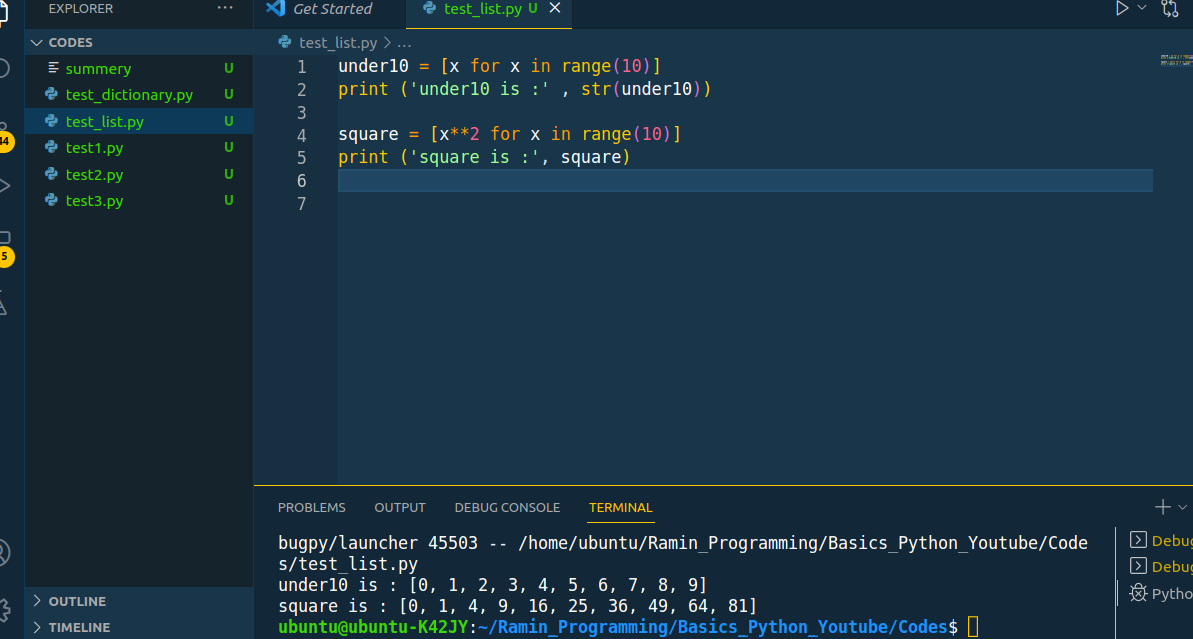 EXPLORER
CODES
summery U
test_dictionary.py U
test_list.py U
test1.py U
test2.py U
test3.py U
44
5
OUTLINE
TIMELINE
Get Started
test_list.py U
test_list.py > ...
1 under10 = [x for x in range(10)]
2 print ('under10 is :' , str(under10))
3
4 square = [x**2 for x in range(10)]
5 print ('square is :', square)
6
7
PROBLEMS OUTPUT DEBUG CONSOLE TERMINAL
bugpy/launcher 45503 -- /home/ubuntu/Ramin_Programming/Basics_Python_Youtube/Code
s/test_list.py
under10 is : [0, 1, 2, 3, 4, 5, 6, 7, 8, 9]
square is : [0, 1, 4, 9, 16, 25, 36, 49, 64, 81]
ubuntu@ubuntu-K42JY:~/Ramin_Programming/Basics_Python_Youtube/Codes$
Debug
Debug
Pytho